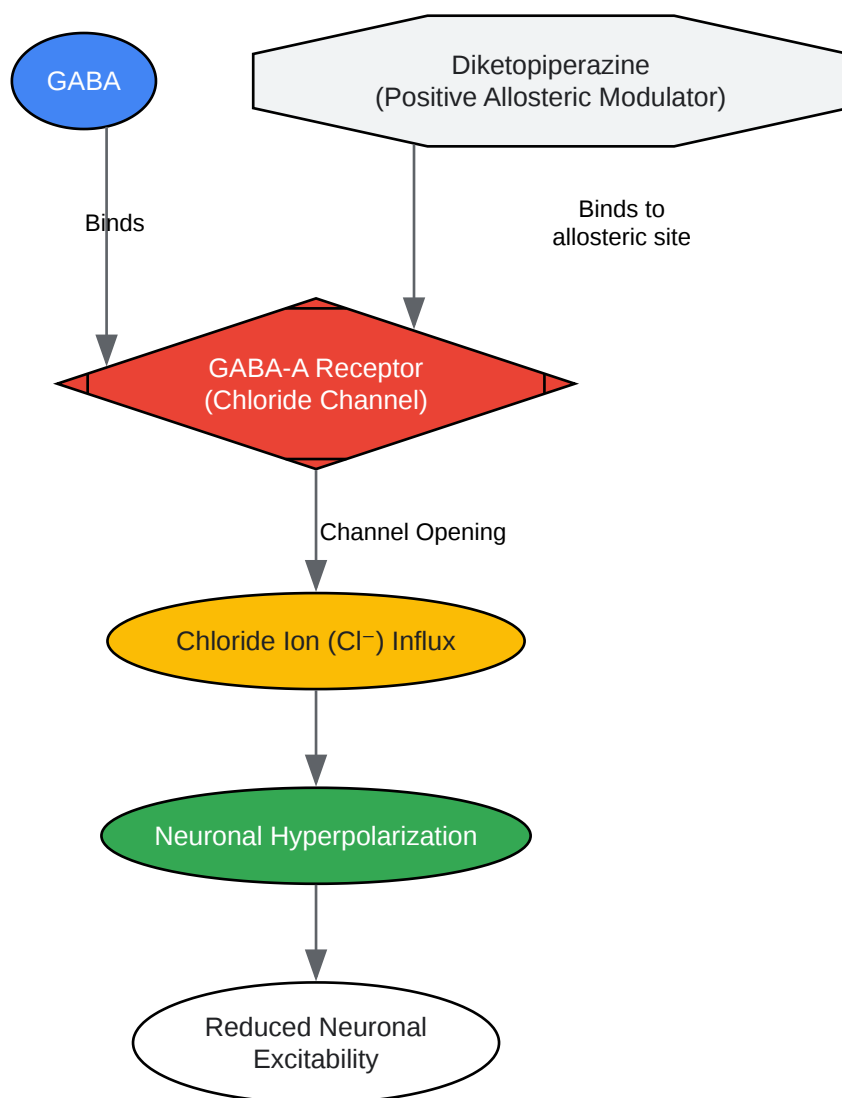 GABA
Diketopiperazine
(Positive Allosteric Modulator)
Binds
Binds to
allosteric site
GABA-A Receptor
(Chloride Channel)
Channel Opening
Chloride Ion (Cl⁻) Influx
Neuronal Hyperpolarization
Reduced Neuronal
Excitability